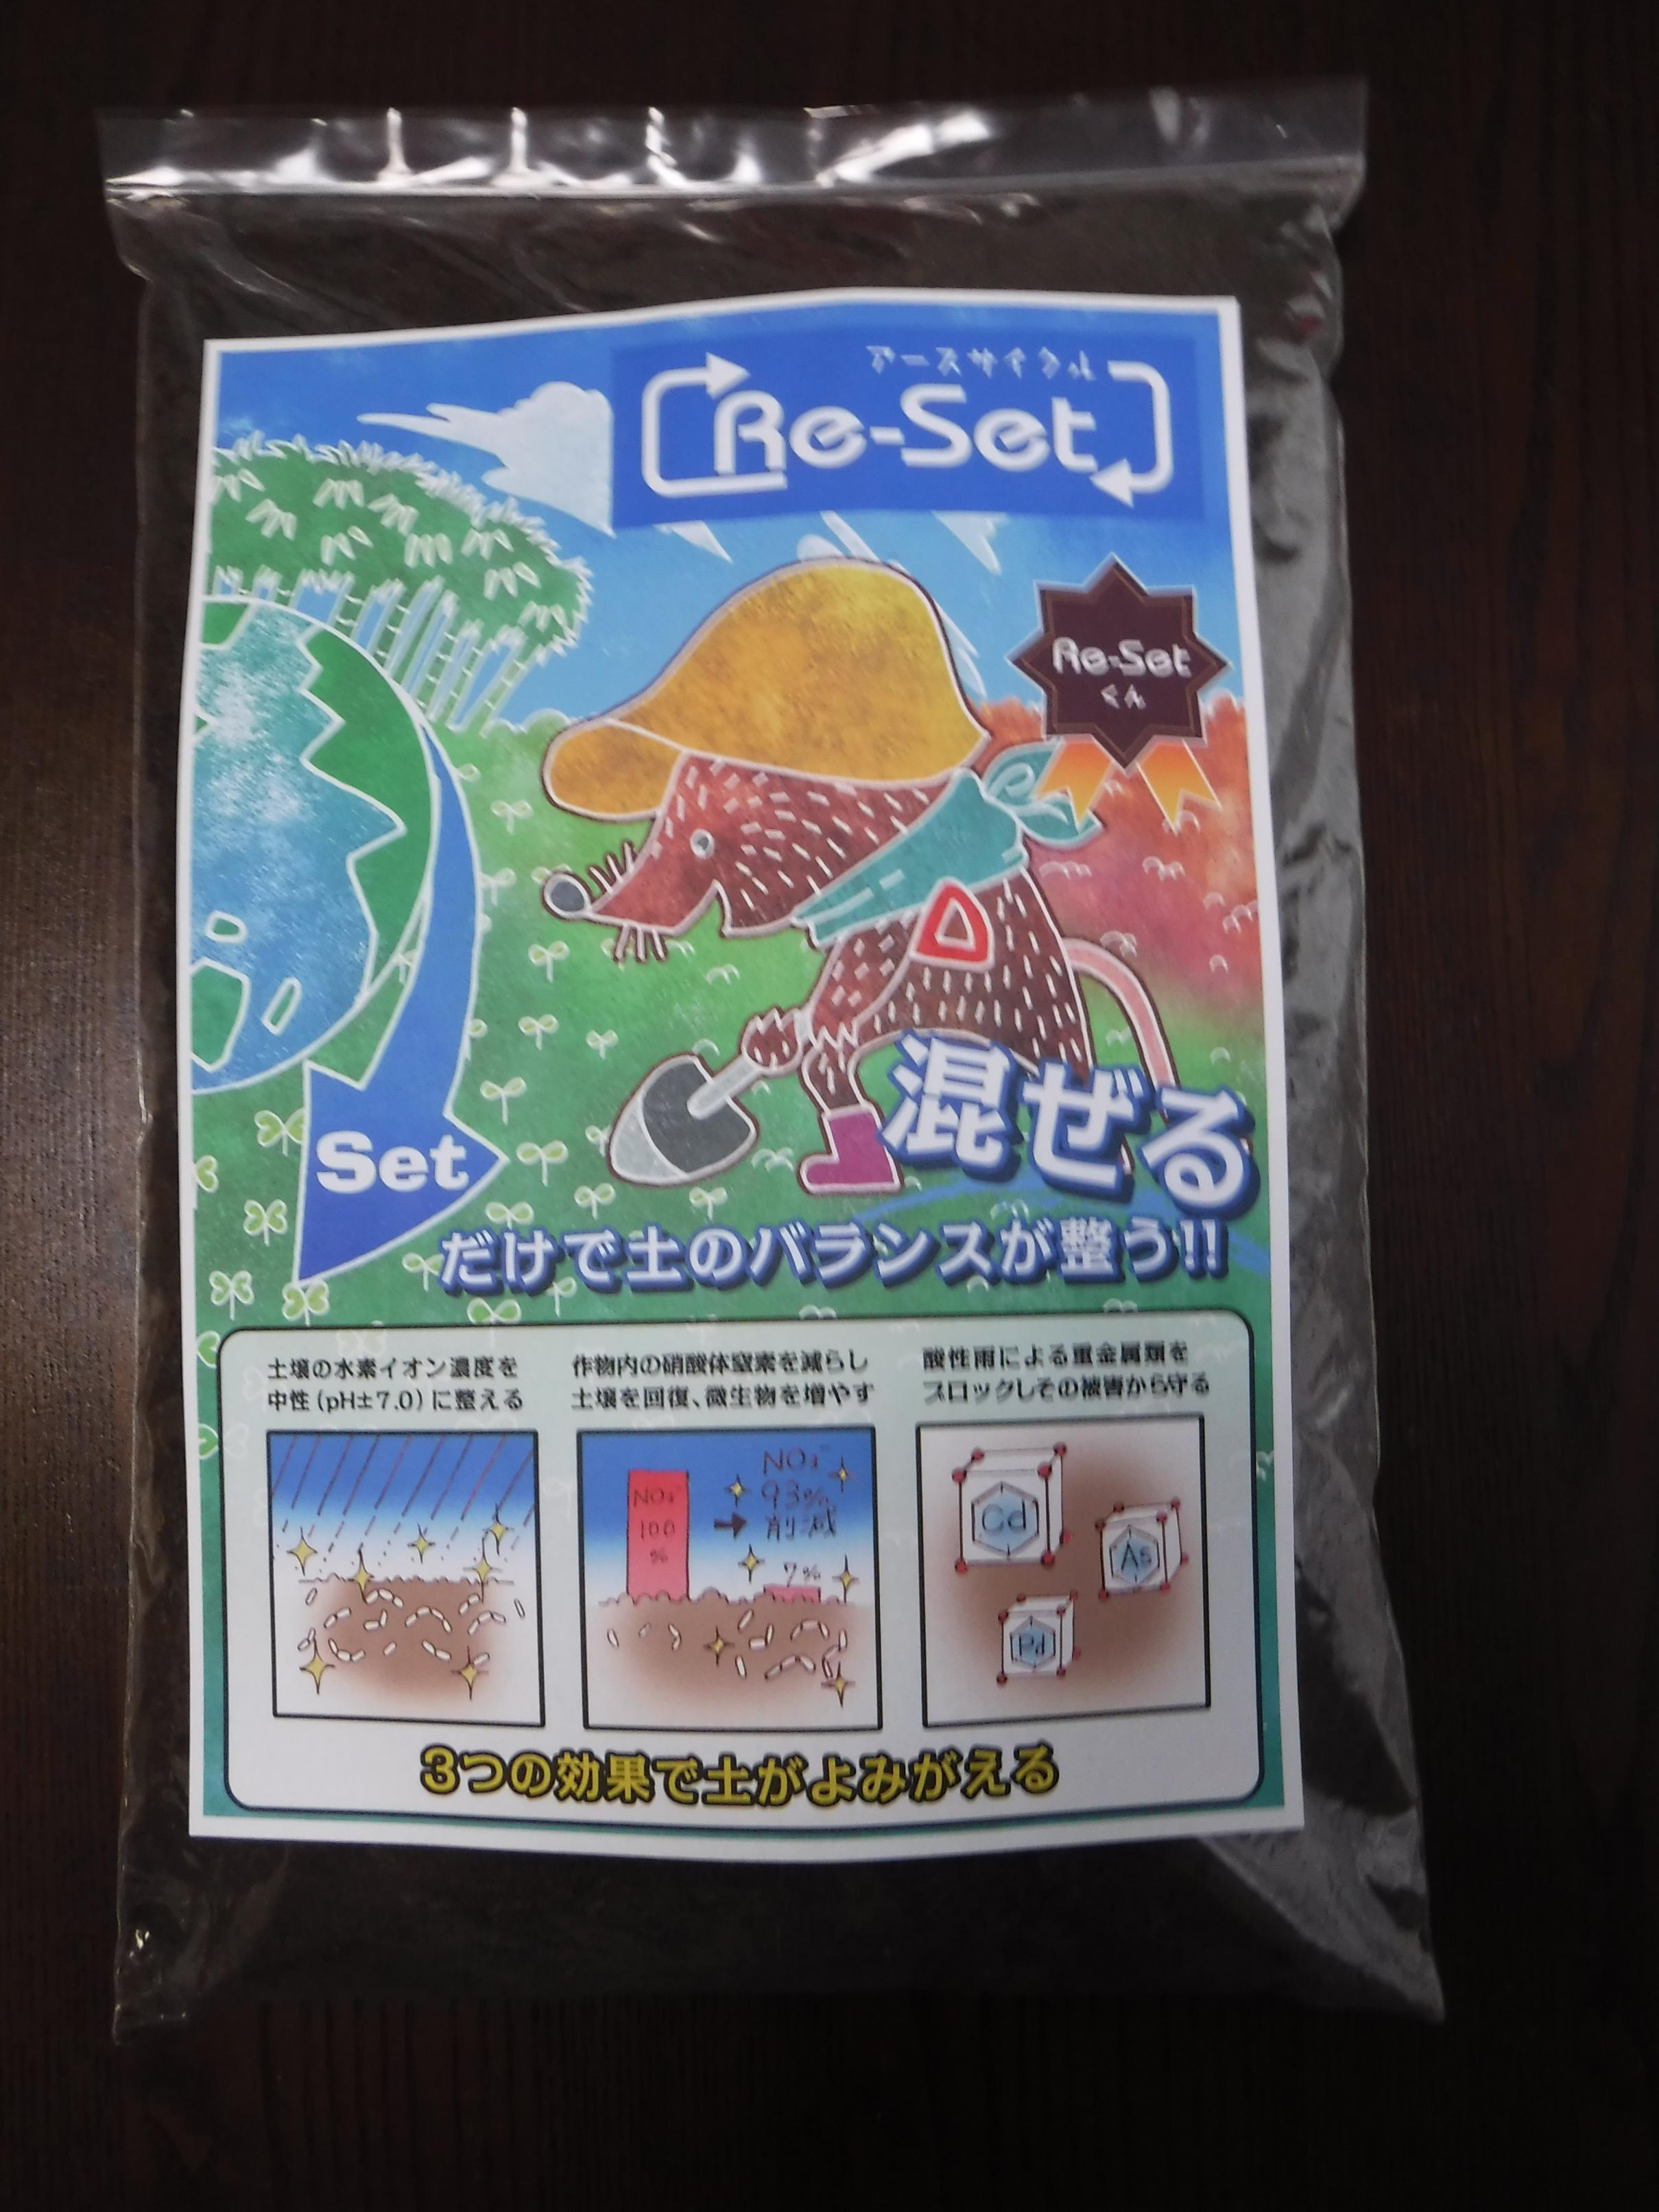 アースサイクル
Re-Set
Re-Set
くん
混ぜる
Set
だけで土のバランスが整う!!
土壌の水素イオン濃度を
中性(pH±7.0)に整える
作物内の硝酸体窒素を減らし
土壌を回復、微生物を増やす
酸性雨による重金属類を
ブロックしその被害から守る
NO₃⁻
100
%
NO₃⁻
93%
→ 削減
7%
Cd
As
Pd
3つの効果で土がよみがえる